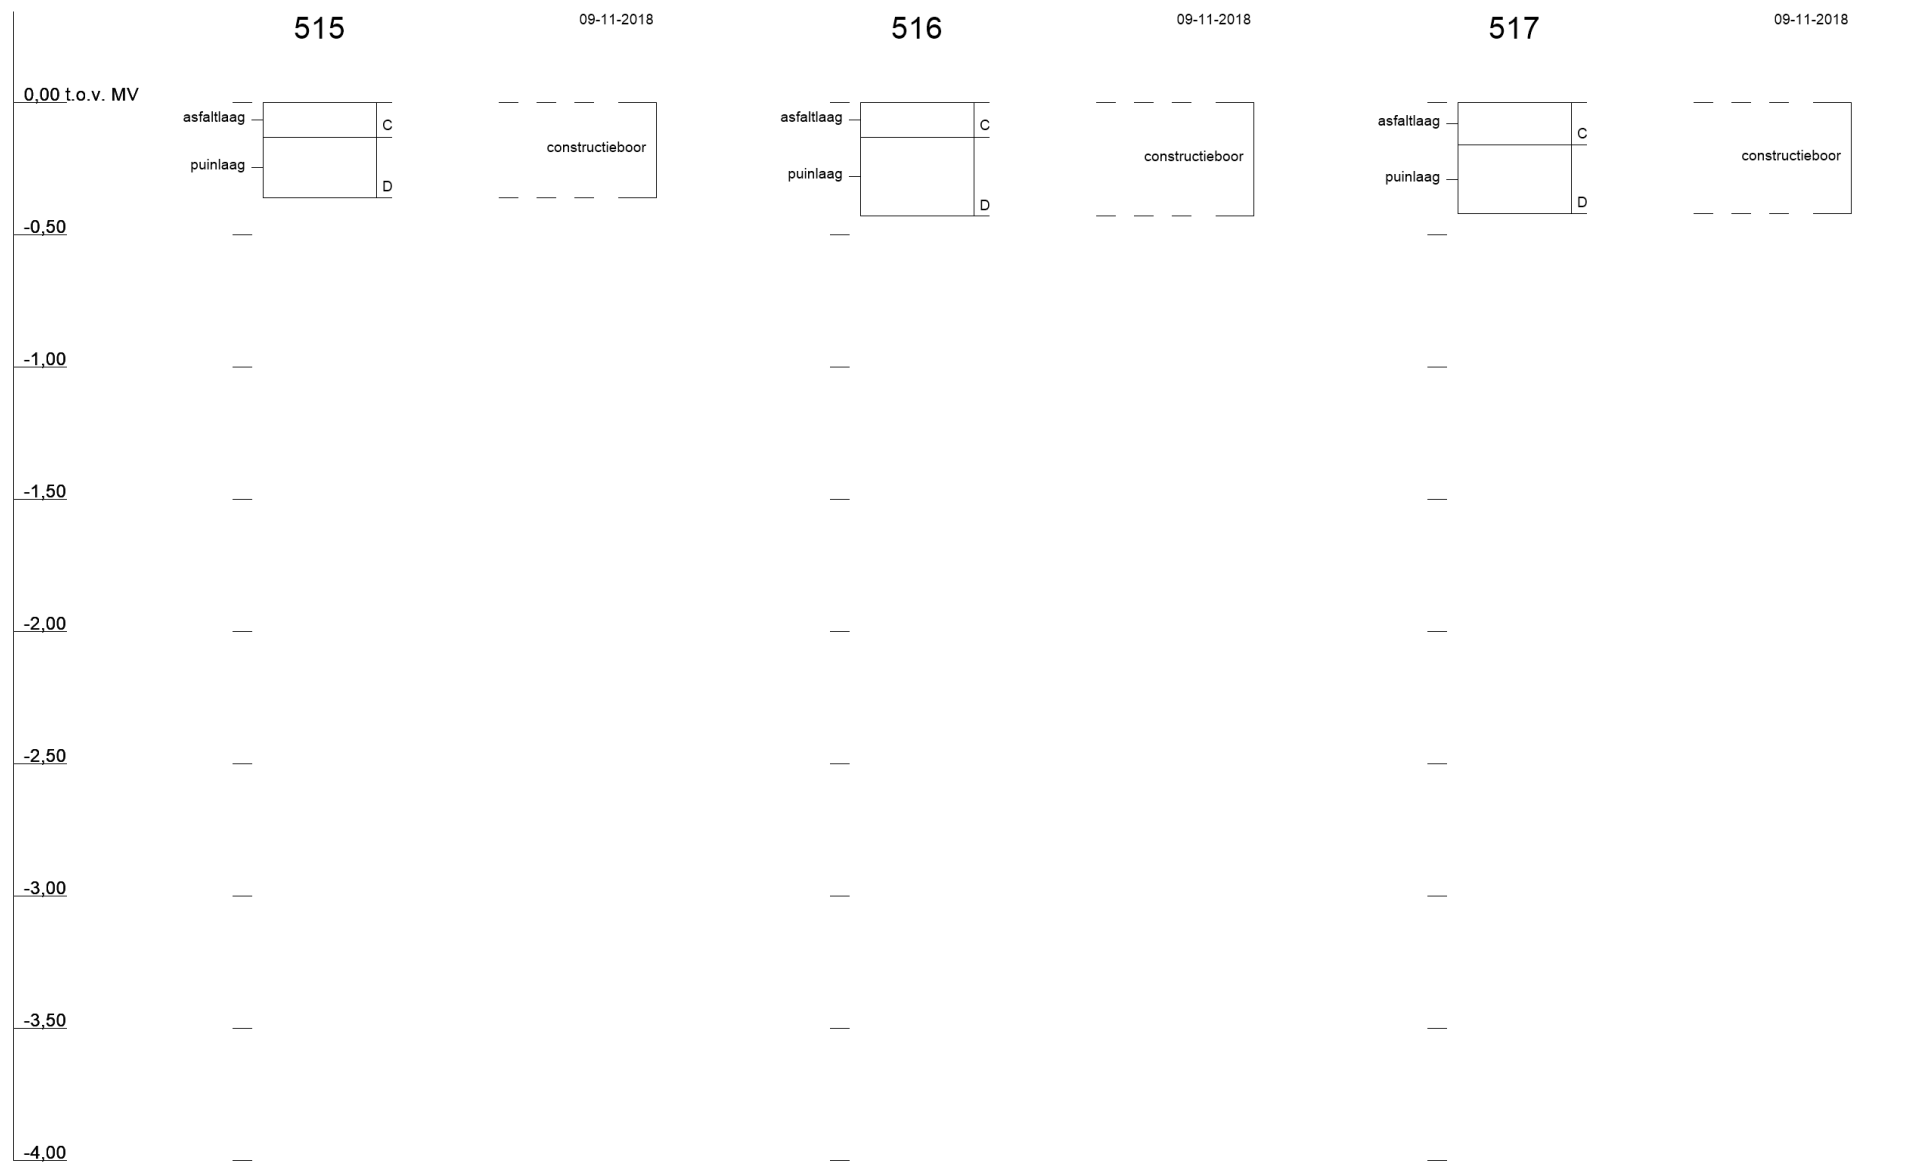 515
09-11-2018
516
09-11-2018
517
09-11-2018
0,00 t.o.v. MV
asfaltlaag
C
puinlaag
D
constructieboor
asfaltlaag
C
puinlaag
D
constructieboor
asfaltlaag
C
puinlaag
D
constructieboor
-0,50
-1,00
-1,50
-2,00
-2,50
-3,00
-3,50
-4,00